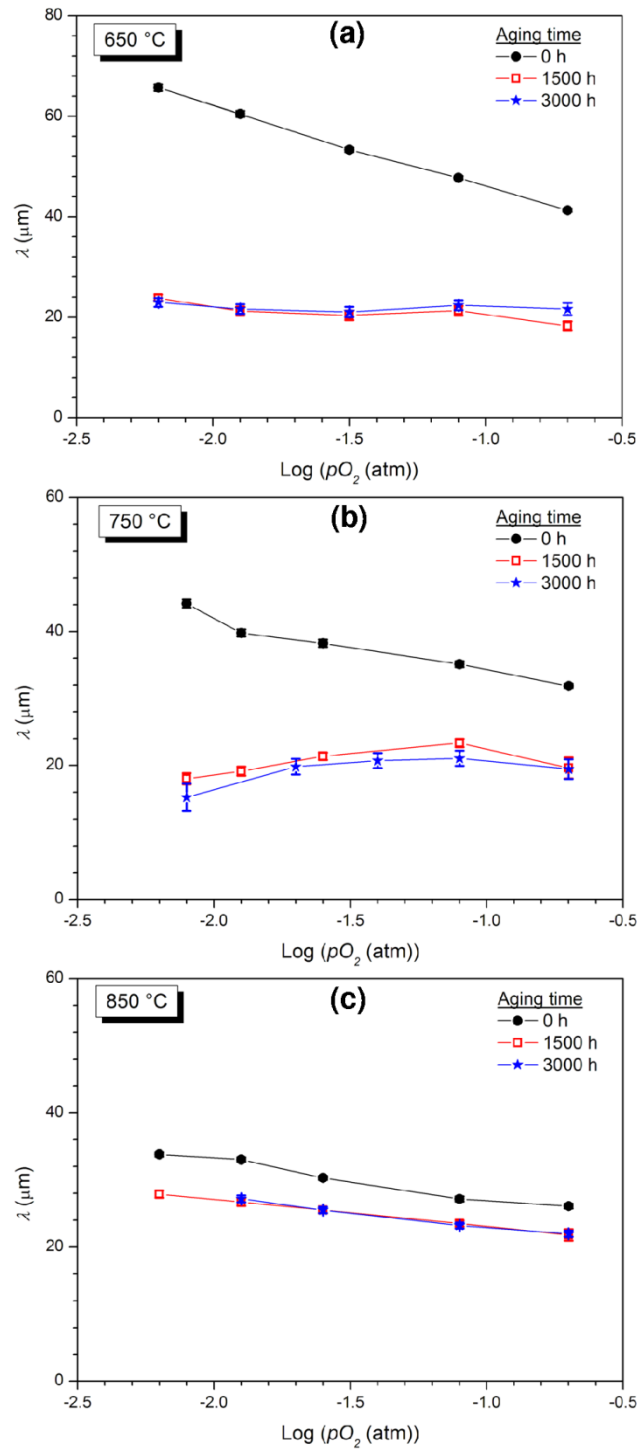 650 °C
(a)
Aging time
0 h
1500 h
3000 h
80
60
40
20
0
λ (μm)
-2.5
-2.0
-1.5
-1.0
-0.5
Log (pO₂ (atm))
750 °C
(b)
Aging time
0 h
1500 h
3000 h
60
40
20
0
λ (μm)
-2.5
-2.0
-1.5
-1.0
-0.5
Log (pO₂ (atm))
850 °C
(c)
Aging time
0 h
1500 h
3000 h
60
40
20
0
λ (μm)
-2.5
-2.0
-1.5
-1.0
-0.5
Log (pO₂ (atm))